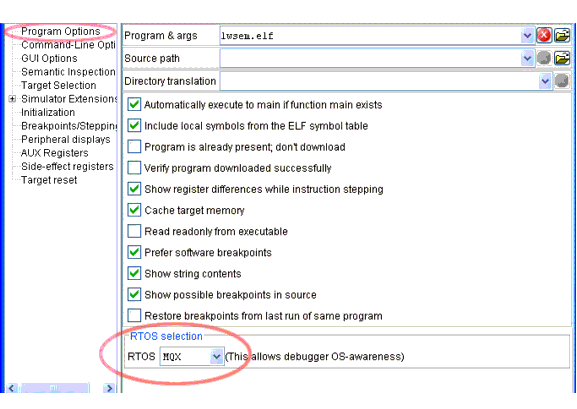 Program Options
Command-Line Opti
GUI Options
Semantic Inspection
Target Selection
Simulator Extensions
Initialization
Breakpoints/Stepping
Peripheral displays
AUX Registers
Side-effect registers
Target reset
Program & args lwsem.elf
Source path
Directory translation
Automatically execute to main if function main exists
Include local symbols from the ELF symbol table
Program is already present; don't download
Verify program downloaded successfully
Show register differences while instruction stepping
Cache target memory
Read readonly from executable
Prefer software breakpoints
Show string contents
Show possible breakpoints in source
Restore breakpoints from last run of same program
RTOS selection
RTOS MQX (This allows debugger OS-awareness)